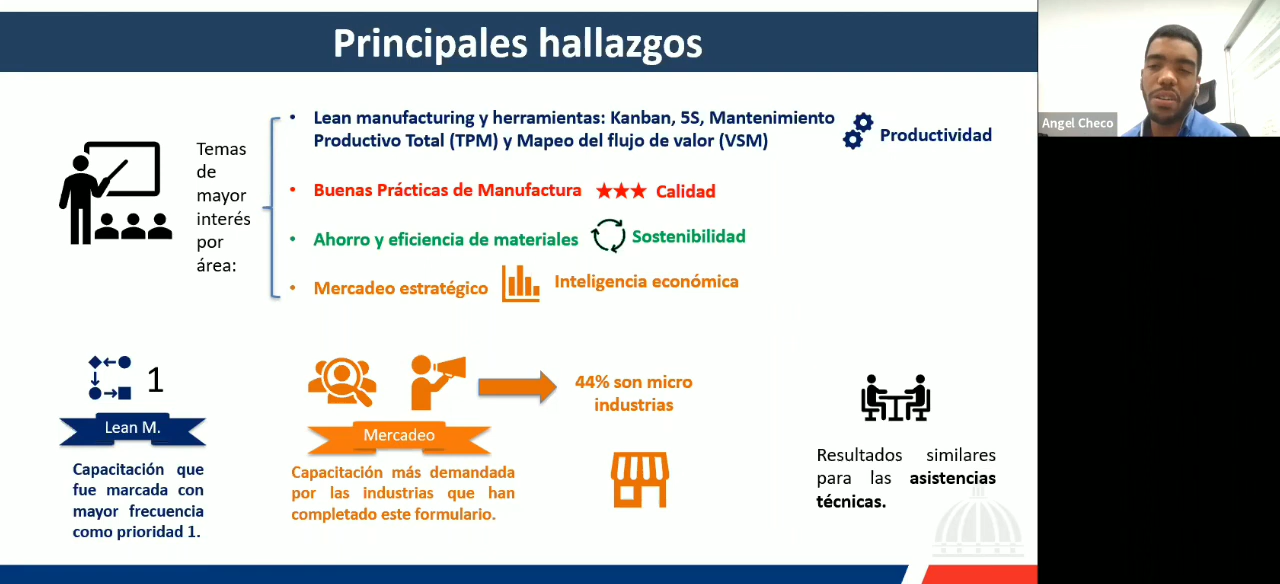 Principales hallazgos
Angel Checo
Temas
de
mayor
interés
por
área:
• Lean manufacturing y herramientas: Kanban, 5S, Mantenimiento
Productivo Total (TPM) y Mapeo del flujo de valor (VSM)
Productividad
• Buenas Prácticas de Manufactura
Calidad
• Ahorro y eficiencia de materiales
Sostenibilidad
• Mercadeo estratégico
Inteligencia económica
1
Lean M.
Capacitación que
fue marcada con
mayor frecuencia
como prioridad 1.
Mercadeo
Capacitación más demandada
por las industrias que han
completado este formulario.
44% son micro
industrias
Resultados similares
para las asistencias
técnicas.